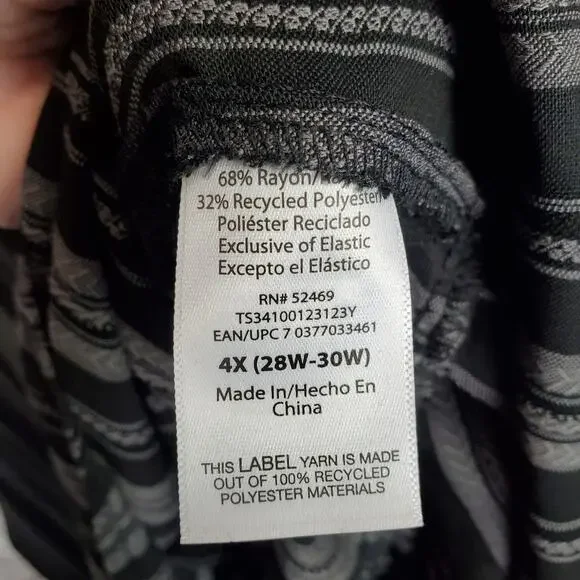 68% Rayon/
32% Recycled Polyester/
Poliéster Reciclado
Exclusive of Elastic
Excepto el Elástico
RN# 52469
TS34100123123Y
EAN/UPC 7 0377033461
4X (28W-30W)
Made In/Hecho En
China
THIS LABEL YARN IS MADE
OUT OF 100% RECYCLED
POLYESTER MATERIALS